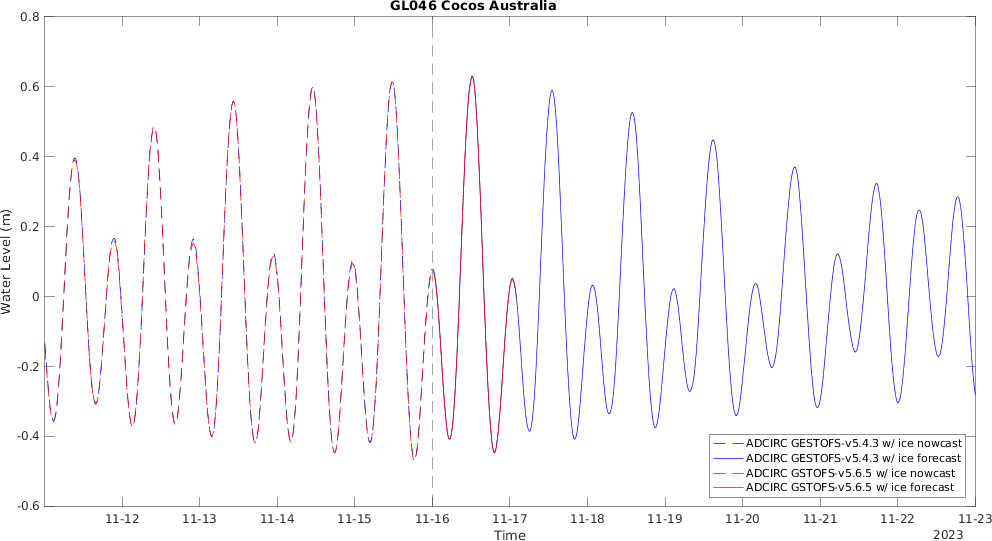 GL046 Cocos Australia
0.8
0.6
0.4
0.2
0
-0.2
-0.4
-0.6
Water Level (m)
ADCIRC GESTOFS-v5.4.3 w/ ice nowcast
ADCIRC GESTOFS-v5.4.3 w/ ice forecast
ADCIRC GSTOFS-v5.6.5 w/ ice nowcast
ADCIRC GSTOFS-v5.6.5 w/ ice forecast
11-12 11-13 11-14 11-15 11-16 11-17 11-18 11-19 11-20 11-21 11-22 11-23
Time
2023